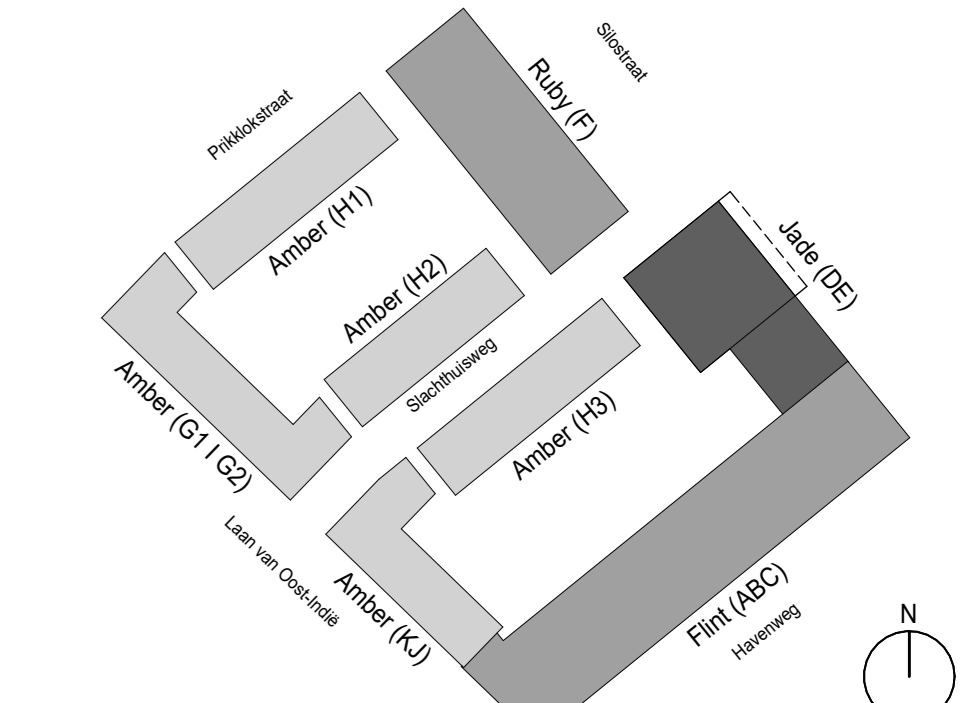 Silostraat
Ruby (F)
Prikklokstraat
Amber (H1)
Jade (DE)
Amber (H2)
Slachthuisweg
Amber (G1 I G2)
Amber (H3)
Laan van Oost-Indië
Amber (KJ)
Flint (ABC)
Havenweg
N